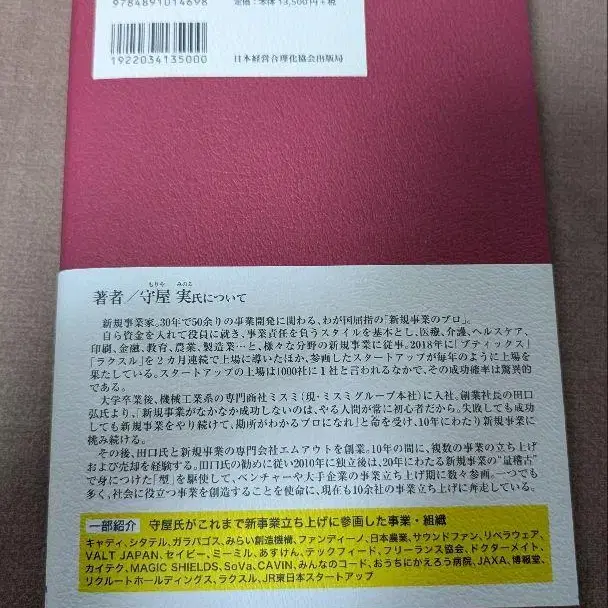 9784891014698
定価 本体 13,500円+税
1922034135000
日本経営合理化協会出版局
もりや みのる
著者/守屋 実氏について
新規事業家。30年で50余りの事業開発に関わる、わが国屈指の「新規事業のプロ」。
自ら資金を入れて役員に就き、事業責任を負うスタイルを基本とし、医療、介護、ヘルスケア、
印刷、金融、教育、農業、製造業…と、様々な分野の新規事業に従事。2018年に「ブティックス」
「ラクスル」を2カ月連続で上場に導いたほか、参画したスタートアップが毎年のように上場を
果たしている。スタートアップの上場は1000社に1社と言われるなかで、その成功確率は驚異的
である。
大学卒業後、機械工業系の専門商社ミスミ(現・ミスミグループ本社)に入社。創業社長の田口
弘氏より、「新規事業がなかなか成功しないのは、やる人間が常に初心者だから。失敗しても成功
しても新規事業をやり続けて、勘所がわかるプロになれ」と命を受け、10年にわたり新規事業に
挑み続ける。
その後、田口氏と新規事業の専門会社エムアウトを創業。10年の間に、複数の事業の立ち上げ
および売却を経験する。田口氏の勧めに従い2010年に独立後は、20年にわたる新規事業の“量稽古”
で身につけた「型」を駆使して、ベンチャーや大手企業の事業立ち上げ期に数々参画。一つでも
多く、社会に役立つ事業を創造することを使命に、現在も10余社の事業立ち上げに奔走している。
一部紹介 守屋氏がこれまで新事業立ち上げに参画した事業・組織
キャディ、シタテル、ガラパゴス、みらい創造機構、ファンディーノ、日本農業、サウンドファン、リベラウェア、
VALT JAPAN、セイビー、ミーミル、あすけん、テックフィード、フリーランス協会、ドクターメイト、
カイテク、MAGIC SHIELDS、SoVa、CAVIN、みんなのコード、おうちにかえろう病院、JAXA、博報堂、
リクルートホールディングス、ラクスル、JR東日本スタートアップ